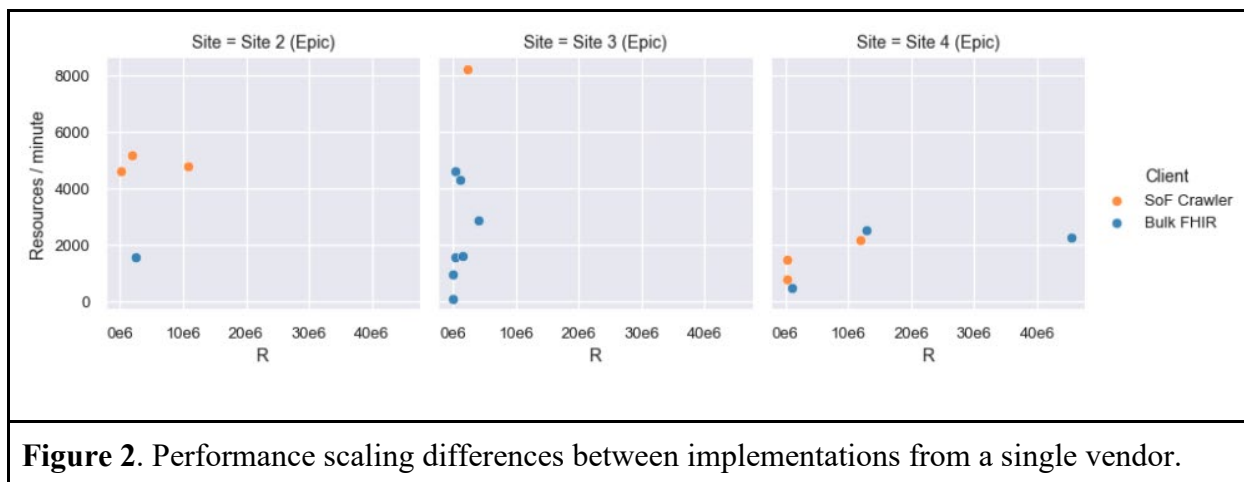 Site = Site 2 (Epic)
Site = Site 3 (Epic)
Site = Site 4 (Epic)
Resources / minute
8000
6000
4000
2000
0
0e6 10e6 20e6 30e6 40e6
0e6 10e6 20e6 30e6 40e6
0e6 10e6 20e6 30e6 40e6
R
R
R
Client
SoF Crawler
Bulk FHIR
Figure 2. Performance scaling differences between implementations from a single vendor.